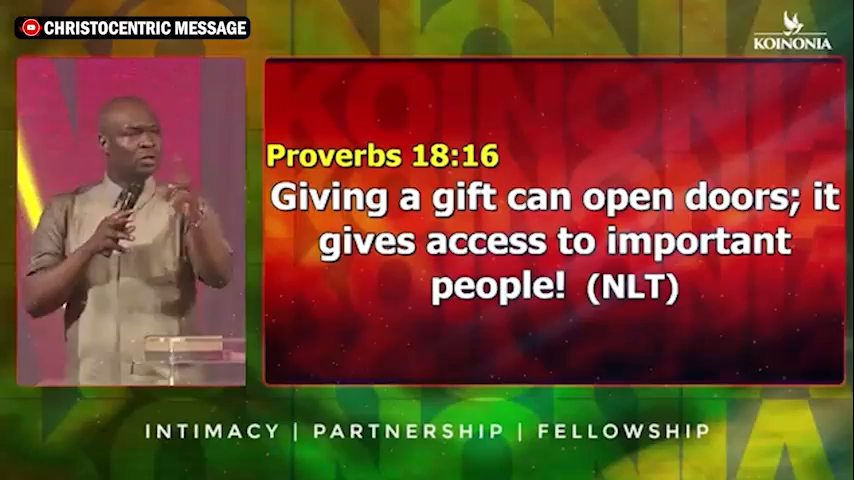 CHRISTOCENTRIC MESSAGE
KOINONIA
Proverbs 18:16
Giving a gift can open doors; it
gives access to important
people! (NLT)
INTIMACY | PARTNERSHIP | FELLOWSHIP